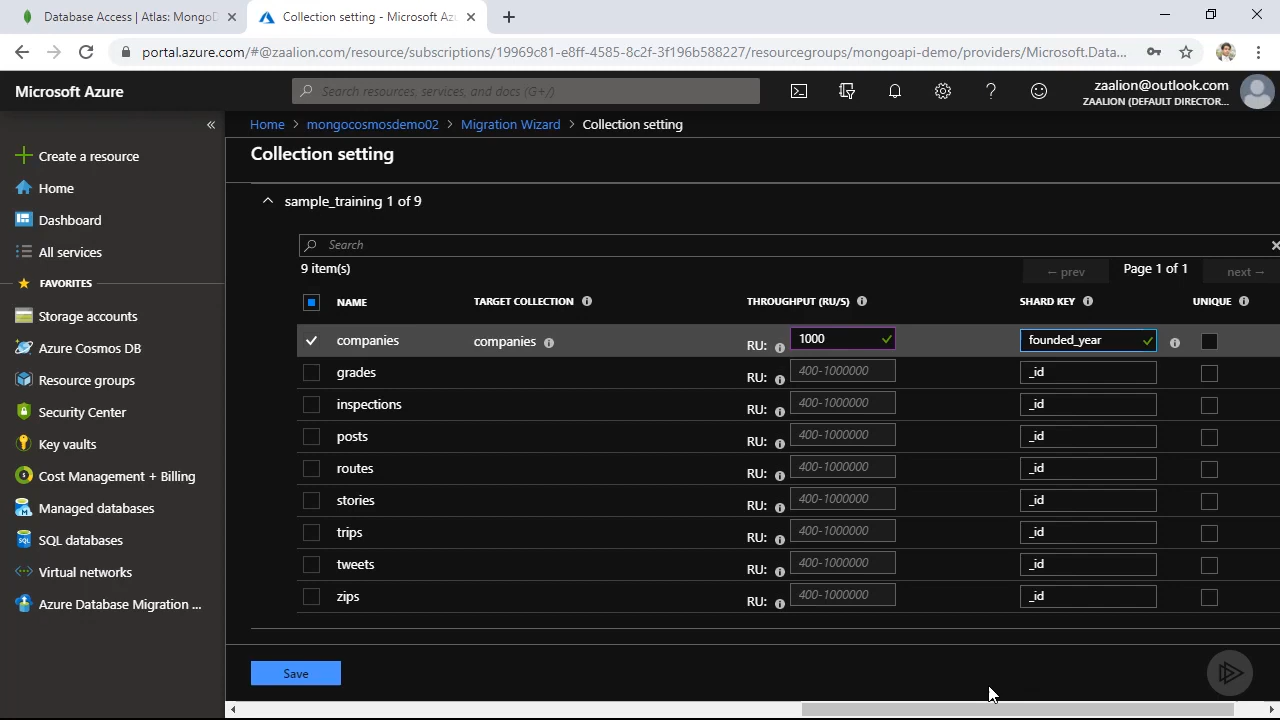 Database Access | Atlas: MongoD
Collection setting - Microsoft Az
portal.azure.com/#@zaalion.com/resource/subscriptions/19969c81-e8ff-4585-8c2f-3f196b588227/resourcegroups/mongoapi-demo/providers/Microsoft.Data...
Microsoft Azure
Search resources, services, and docs (G+/)
zaalion@outlook.com
ZAALION (DEFAULT DIRECTOR...
Home > mongocosmosdemo02 > Migration Wizard > Collection setting
Collection setting
Create a resource
Home
Dashboard
All services
FAVORITES
Storage accounts
Azure Cosmos DB
Resource groups
Security Center
Key vaults
Cost Management + Billing
Managed databases
SQL databases
Virtual networks
Azure Database Migration ...
sample_training 1 of 9
Search
9 item(s)
← prev Page 1 of 1 next →
NAME TARGET COLLECTION THROUGHPUT (RU/S) SHARD KEY UNIQUE
companies companies RU: 1000 founded_year
grades RU: 400-1000000 _id
inspections RU: 400-1000000 _id
posts RU: 400-1000000 _id
routes RU: 400-1000000 _id
stories RU: 400-1000000 _id
trips RU: 400-1000000 _id
tweets RU: 400-1000000 _id
zips RU: 400-1000000 _id
Save